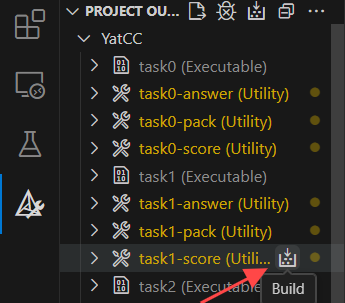 PROJECT OU...
YatCC
task0 (Executable)
task0-answer (Utility)
task0-pack (Utility)
task0-score (Utility)
task1 (Executable)
task1-answer (Utility)
task1-pack (Utility)
task1-score (Utili...
task2 (Executable
Build